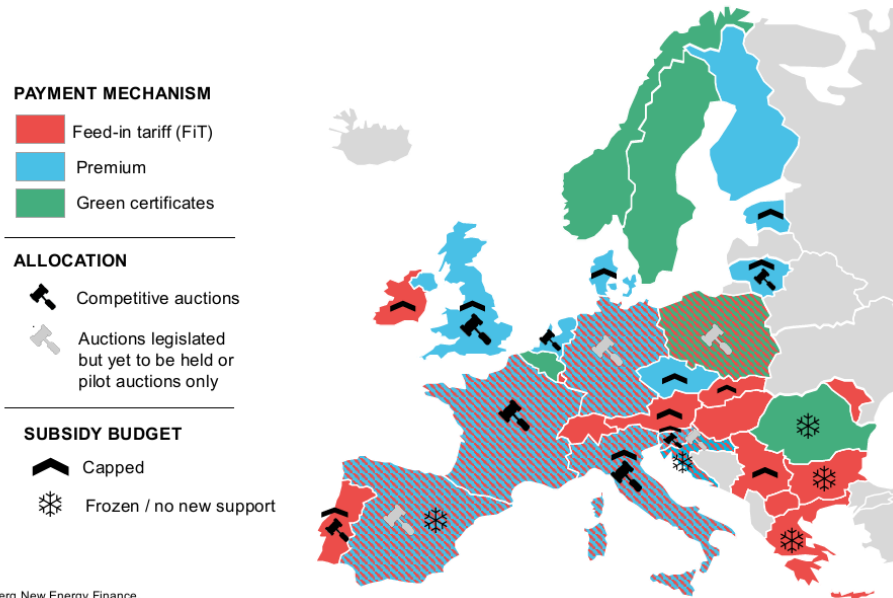 PAYMENT MECHANISM
Feed-in tariff (FiT)
Premium
Green certificates
ALLOCATION
Competitive auctions
Auctions legislated
but yet to be held or
pilot auctions only
SUBSIDY BUDGET
Capped
Frozen / no new support
erg New Energy Finance